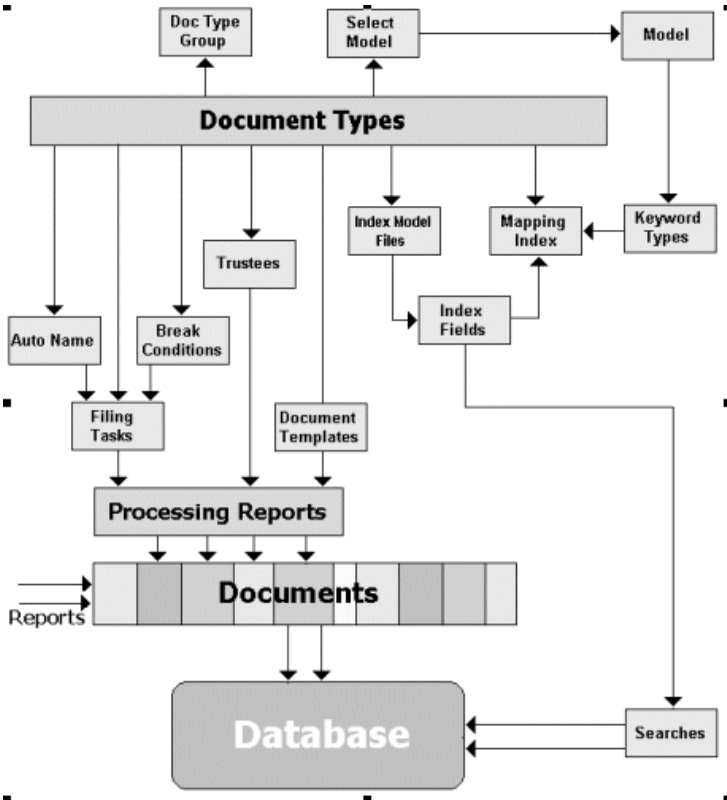 Doc Type
Group
Select
Model
Model
Document Types
Index Model
Files
Mapping
Index
Keyword
Types
Trustees
Auto Name
Break
Conditions
Index
Fields
Filing
Tasks
Document
Templates
Processing Reports
Documents
Reports
Database
Searches